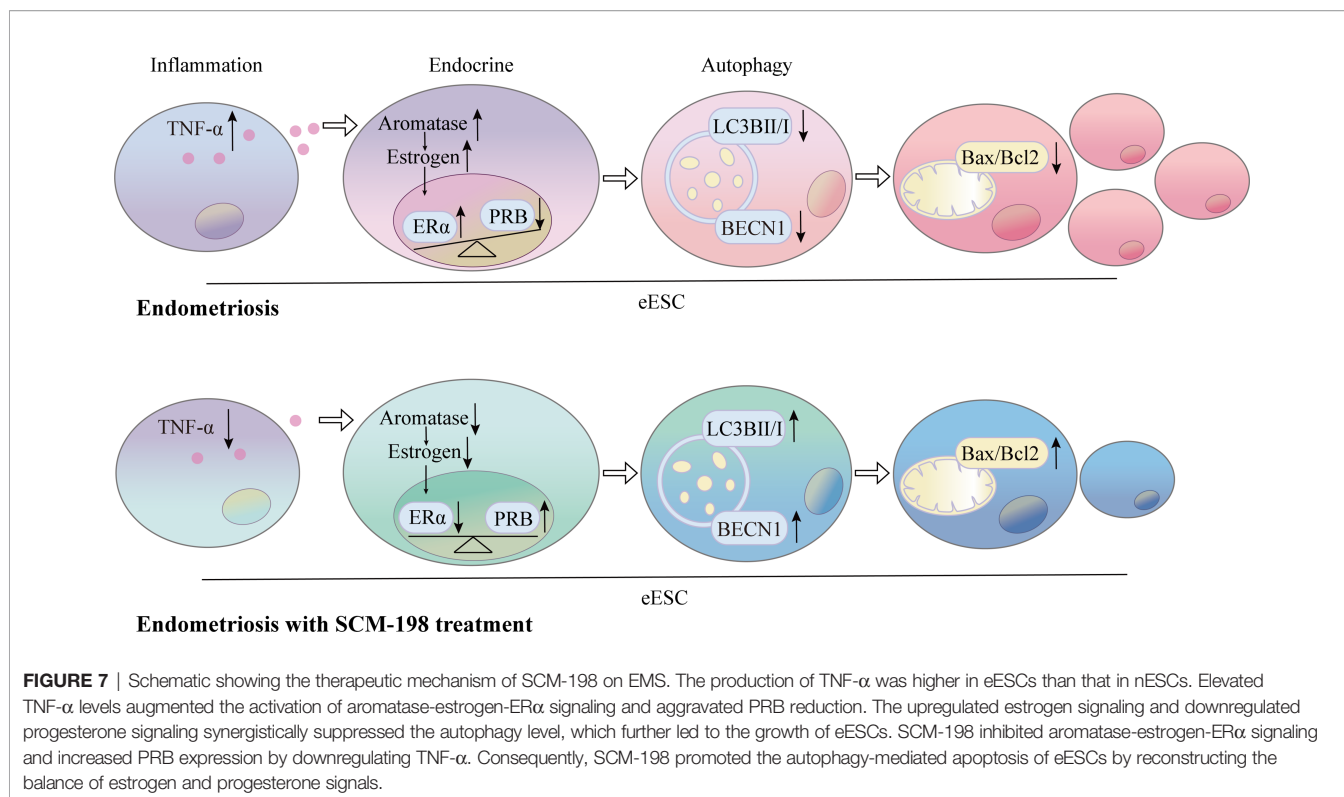 Inflammation
Endocrine
Autophagy
TNF-α
Aromatase
Estrogen
ERα
PRB
LC3BII/I
BECN1
Bax/Bcl2
eESC
Endometriosis
TNF-α
Aromatase
Estrogen
ERα
PRB
LC3BII/I
BECN1
Bax/Bcl2
eESC
Endometriosis with SCM-198 treatment
FIGURE 7 | Schematic showing the therapeutic mechanism of SCM-198 on EMS. The production of TNF-α was higher in eESCs than that in nESCs. Elevated
TNF-α levels augmented the activation of aromatase-estrogen-ERα signaling and aggravated PRB reduction. The upregulated estrogen signaling and downregulated
progesterone signaling synergistically suppressed the autophagy level, which further led to the growth of eESCs. SCM-198 inhibited aromatase-estrogen-ERα signaling
and increased PRB expression by downregulating TNF-α. Consequently, SCM-198 promoted the autophagy-mediated apoptosis of eESCs by reconstructing the
balance of estrogen and progesterone signals.